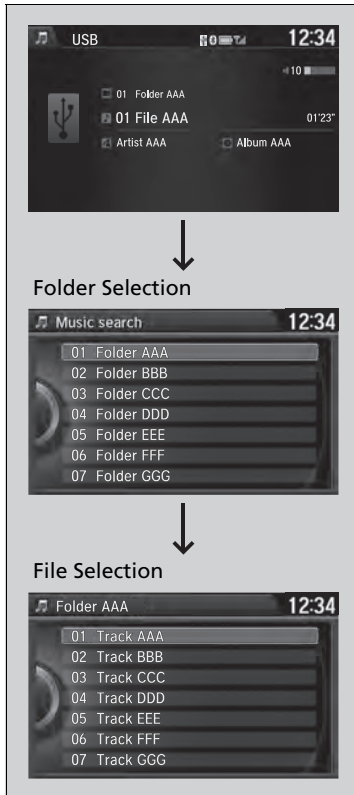 USB 12:34
10
01 Folder AAA
01 File AAA 01'23"
Artist AAA Album AAA
Folder Selection
Music search 12:34
01 Folder AAA
02 Folder BBB
03 Folder CCC
04 Folder DDD
05 Folder EEE
06 Folder FFF
07 Folder GGG
File Selection
Folder AAA 12:34
01 Track AAA
02 Track BBB
03 Track CCC
04 Track DDD
05 Track EEE
06 Track FFF
07 Track GGG